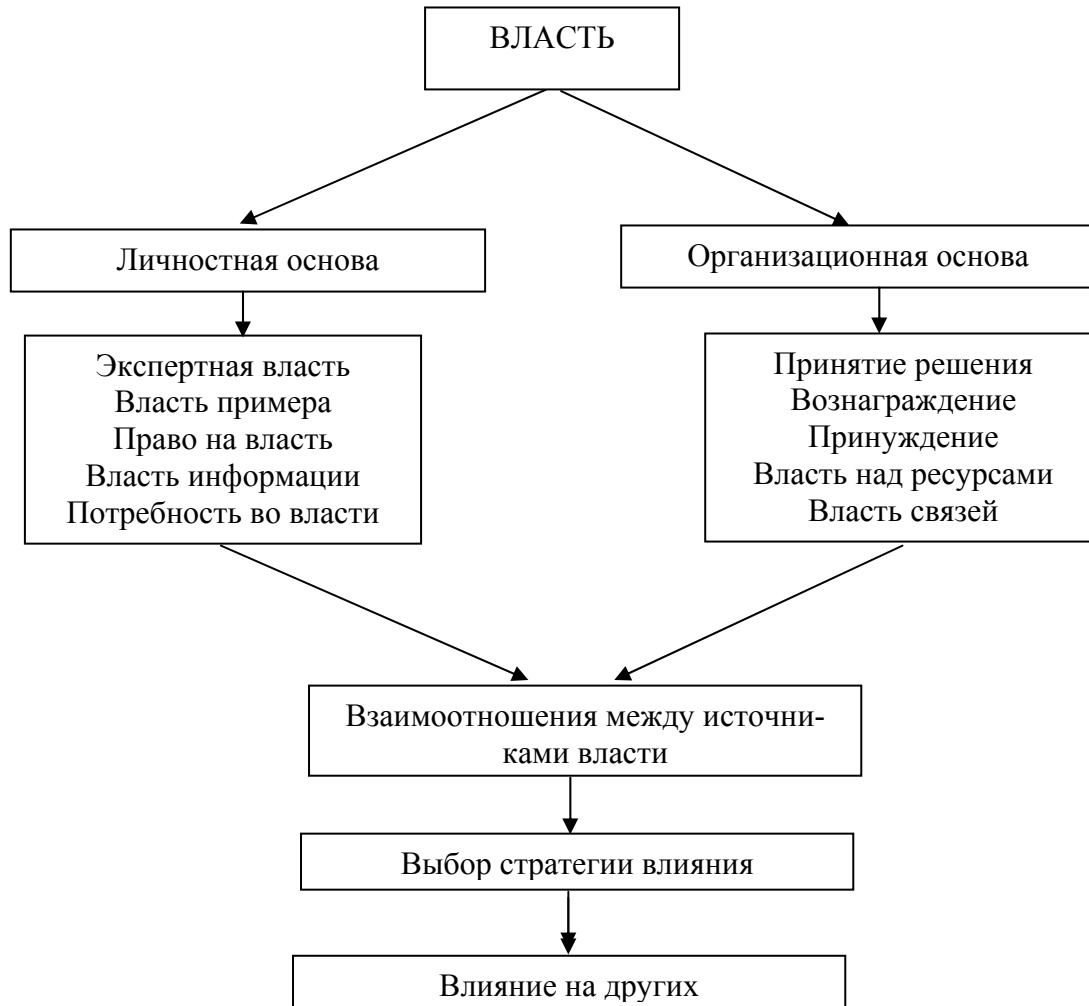 ВЛАСТЬ
Личностная основа
Организационная основа
Экспертная власть
Власть примера
Право на власть
Власть информации
Потребность во власти
Принятие решения
Вознаграждение
Принуждение
Власть над ресурсами
Власть связей
Взаимоотношения между источни-
ками власти
Выбор стратегии влияния
Влияние на других